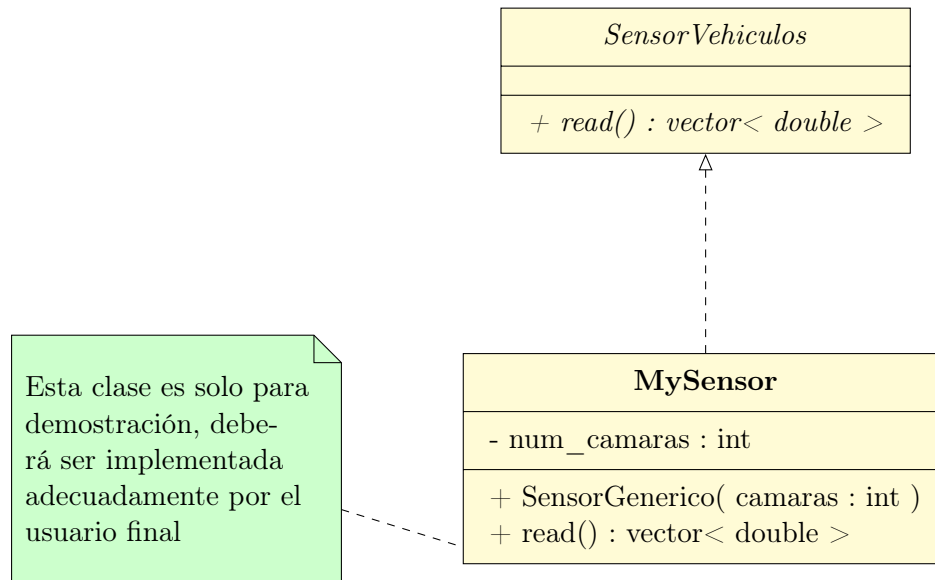 SensorVehiculos
+ read() : vector< double >
Esta clase es solo para
demostración, debe-
rá ser implementada
adecuadamente por el
usuario final
MySensor
- num_camaras : int
+ SensorGenerico( camaras : int )
+ read() : vector< double >